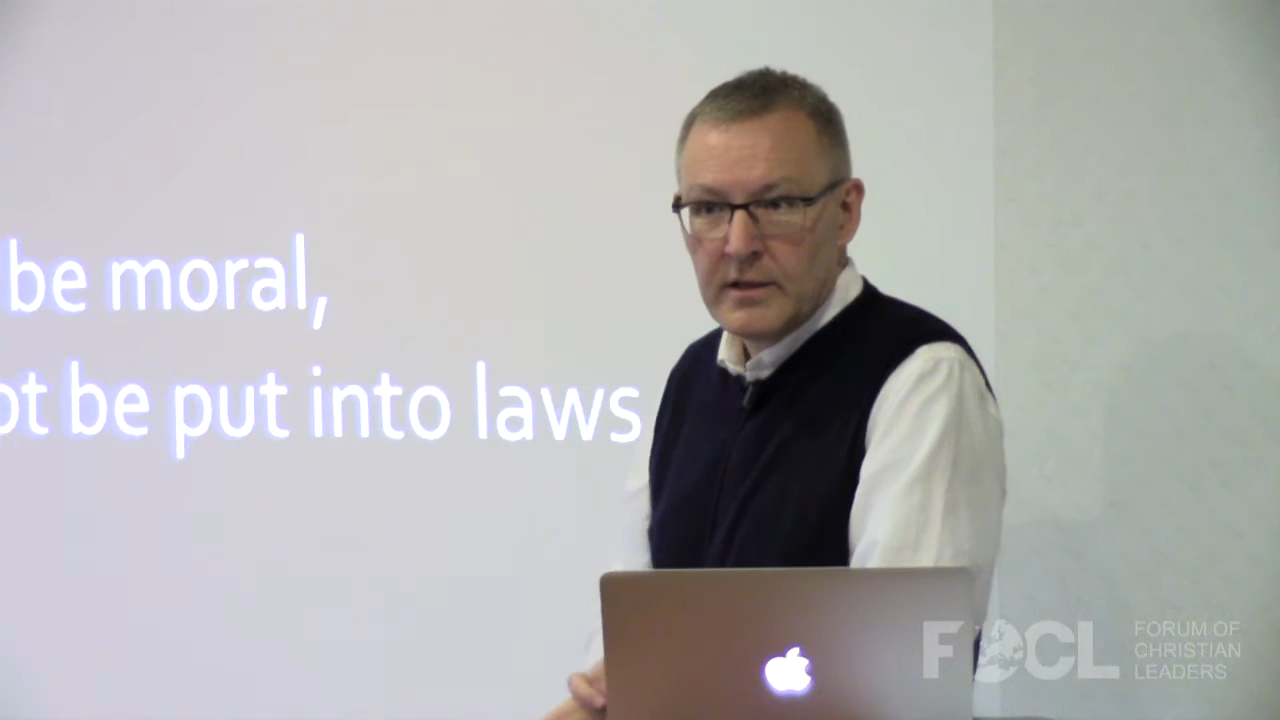 be moral,
be put into laws
FOCL
FORUM OF
CHRISTIAN
LEADERS